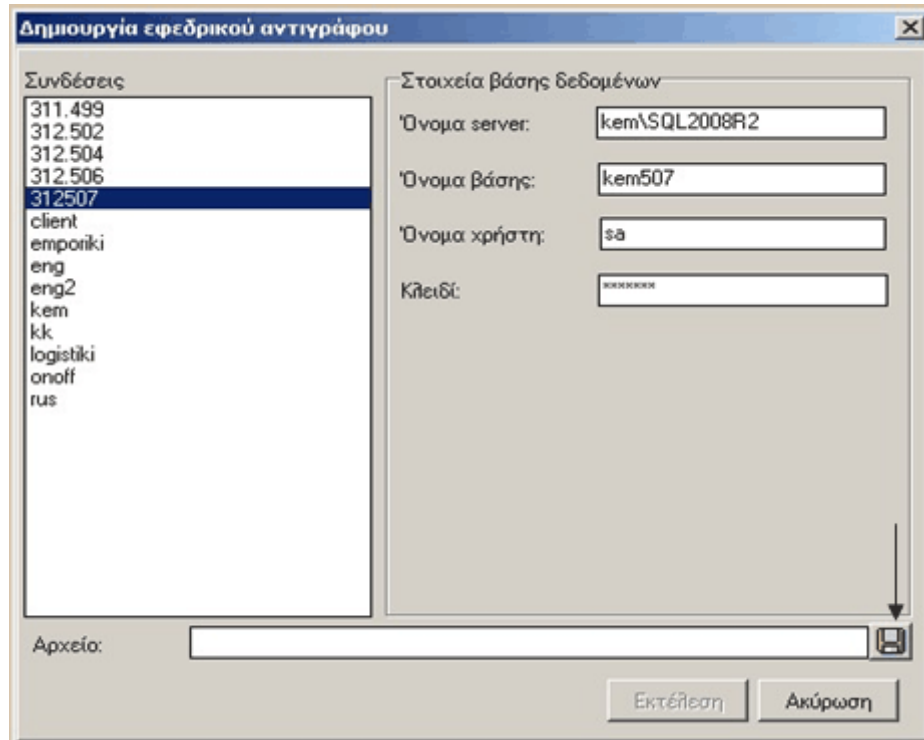 Δημιουργία εφεδρικού αντιγράφου
Συνδέσεις
311.499
312.502
312.504
312.506
312507
client
emporiki
eng
eng2
kem
kk
logistiki
onoff
rus
Στοιχεία βάσης δεδομένων
Όνομα server:
kem\SQL2008R2
Όνομα βάσης:
kem507
Όνομα χρήστη:
sa
Κλειδί:
*******
Αρχείο:
Εκτέλεση
Ακύρωση